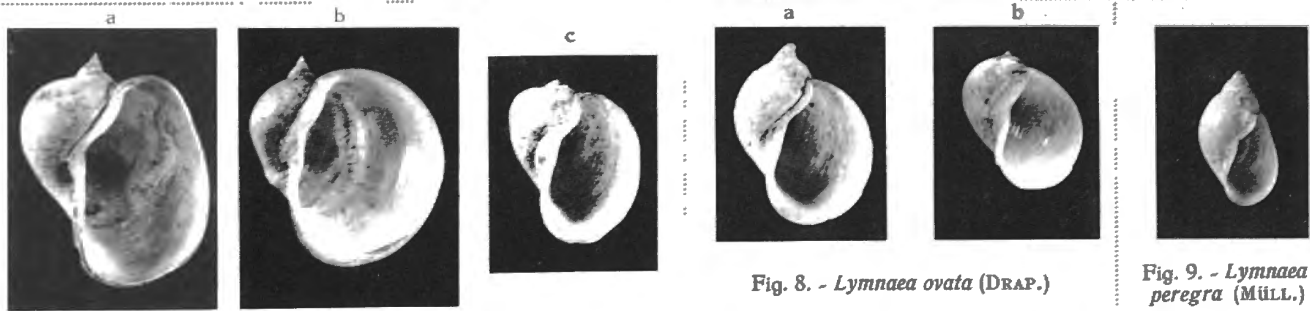 a
b
c
a
b
Fig. 8. - Lymnaea ovata (DRAP.)
Fig. 9. - Lymnaea
peregra (MÜLL.)